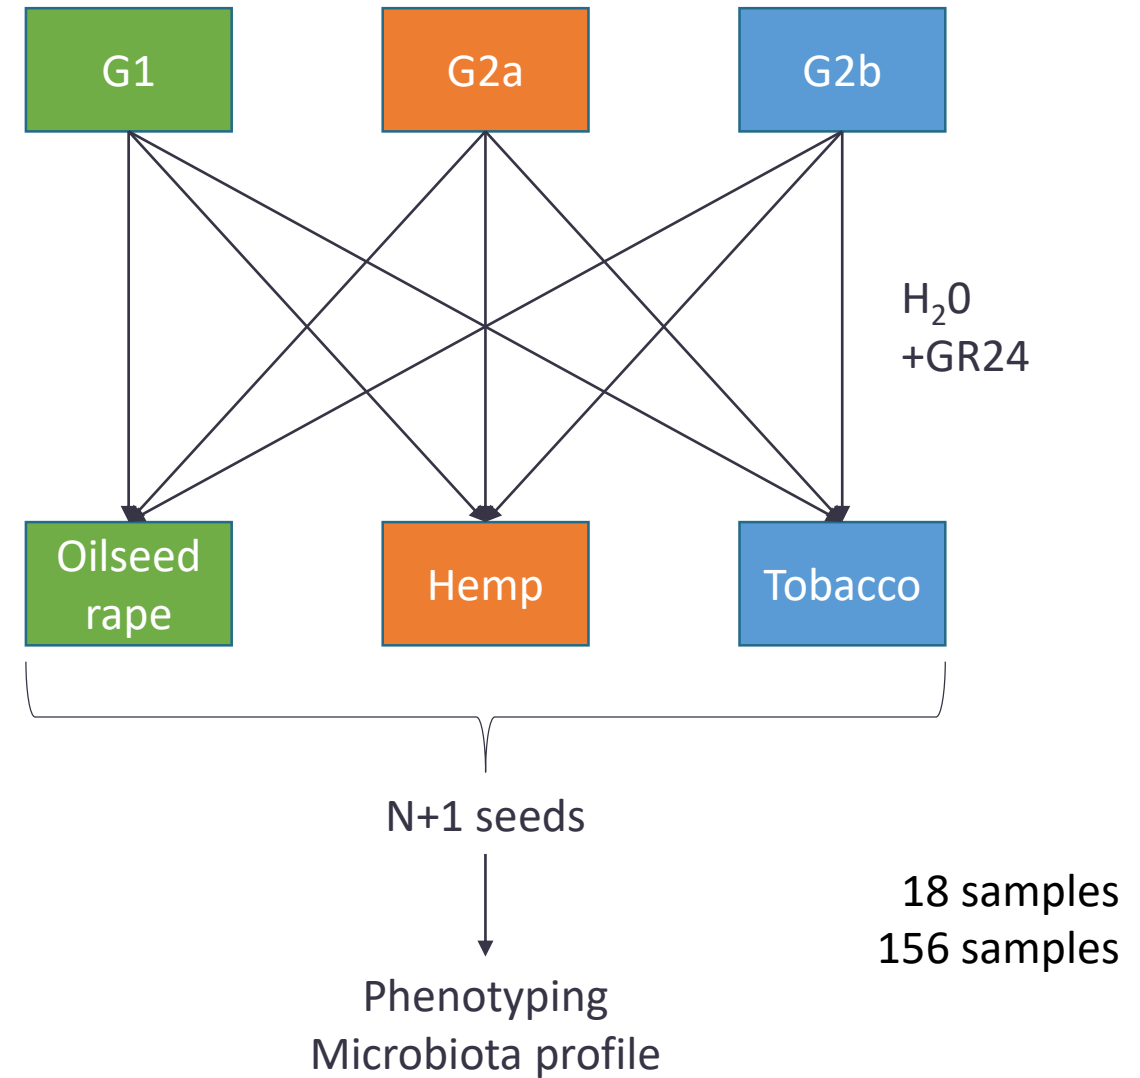 G1
G2a
G2b
H₂0
+GR24
Oilseed
rape
Hemp
Tobacco
N+1 seeds
18 samples
156 samples
Phenotyping
Microbiota profile